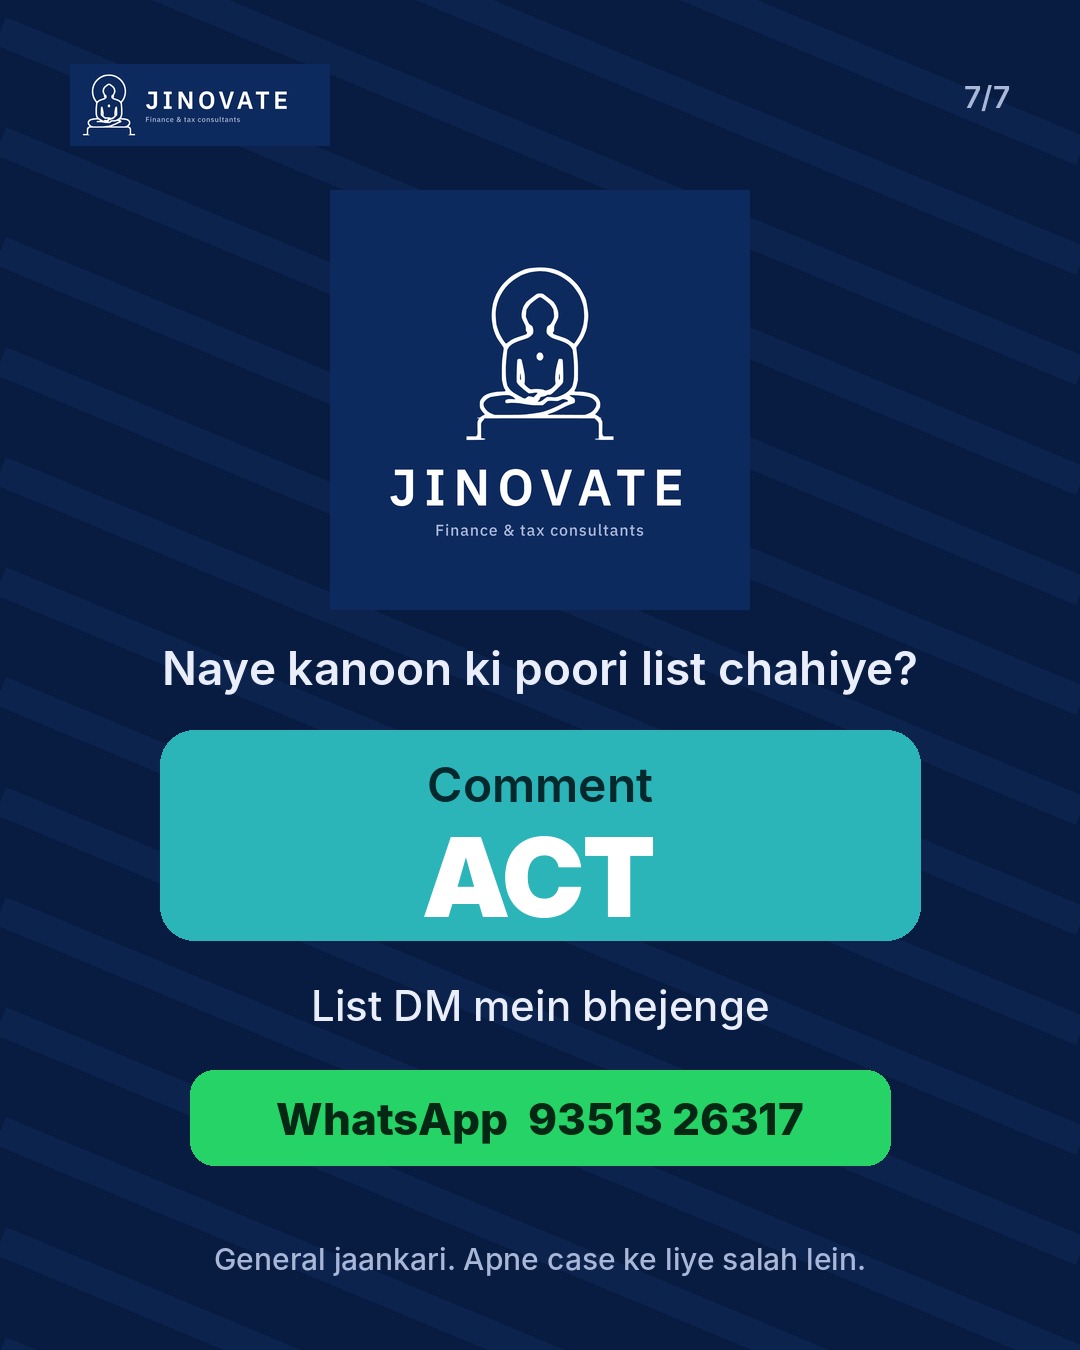 JINOVATE
Finance & tax consultants
7/7
JINOVATE
Finance & tax consultants
Naye kanoon ki poori list chahiye?
Comment
ACT
List DM mein bhejenge
WhatsApp 93513 26317
General jaankari. Apne case ke liye salah lein.